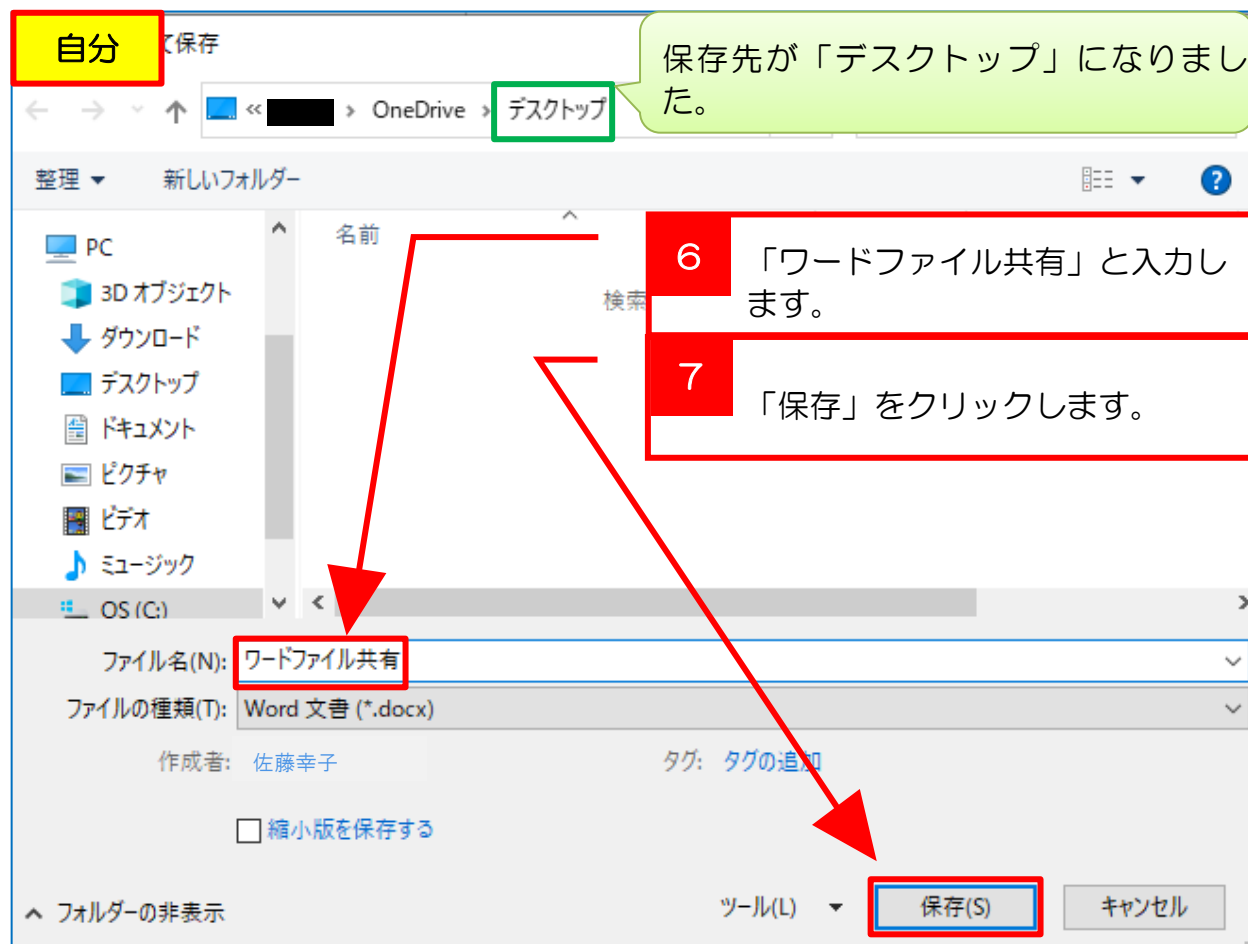 自分
て保存
保存先が「デスクトップ」になりまし
た。
« › OneDrive › デスクトップ
整理 ▼ 新しいフォルダー
?
PC
3D オブジェクト
ダウンロード
デスクトップ
ドキュメント
ピクチャ
ビデオ
ミュージック
OS (C:)
名前
検索
6
「ワードファイル共有」と入力し
ます。
7
「保存」をクリックします。
ファイル名(N): ワードファイル共有
ファイルの種類(T): Word 文書 (*.docx)
作成者: 佐藤幸子 タグ: タグの追加
縮小版を保存する
フォルダーの非表示 ツール(L) ▼ 保存(S) キャンセル